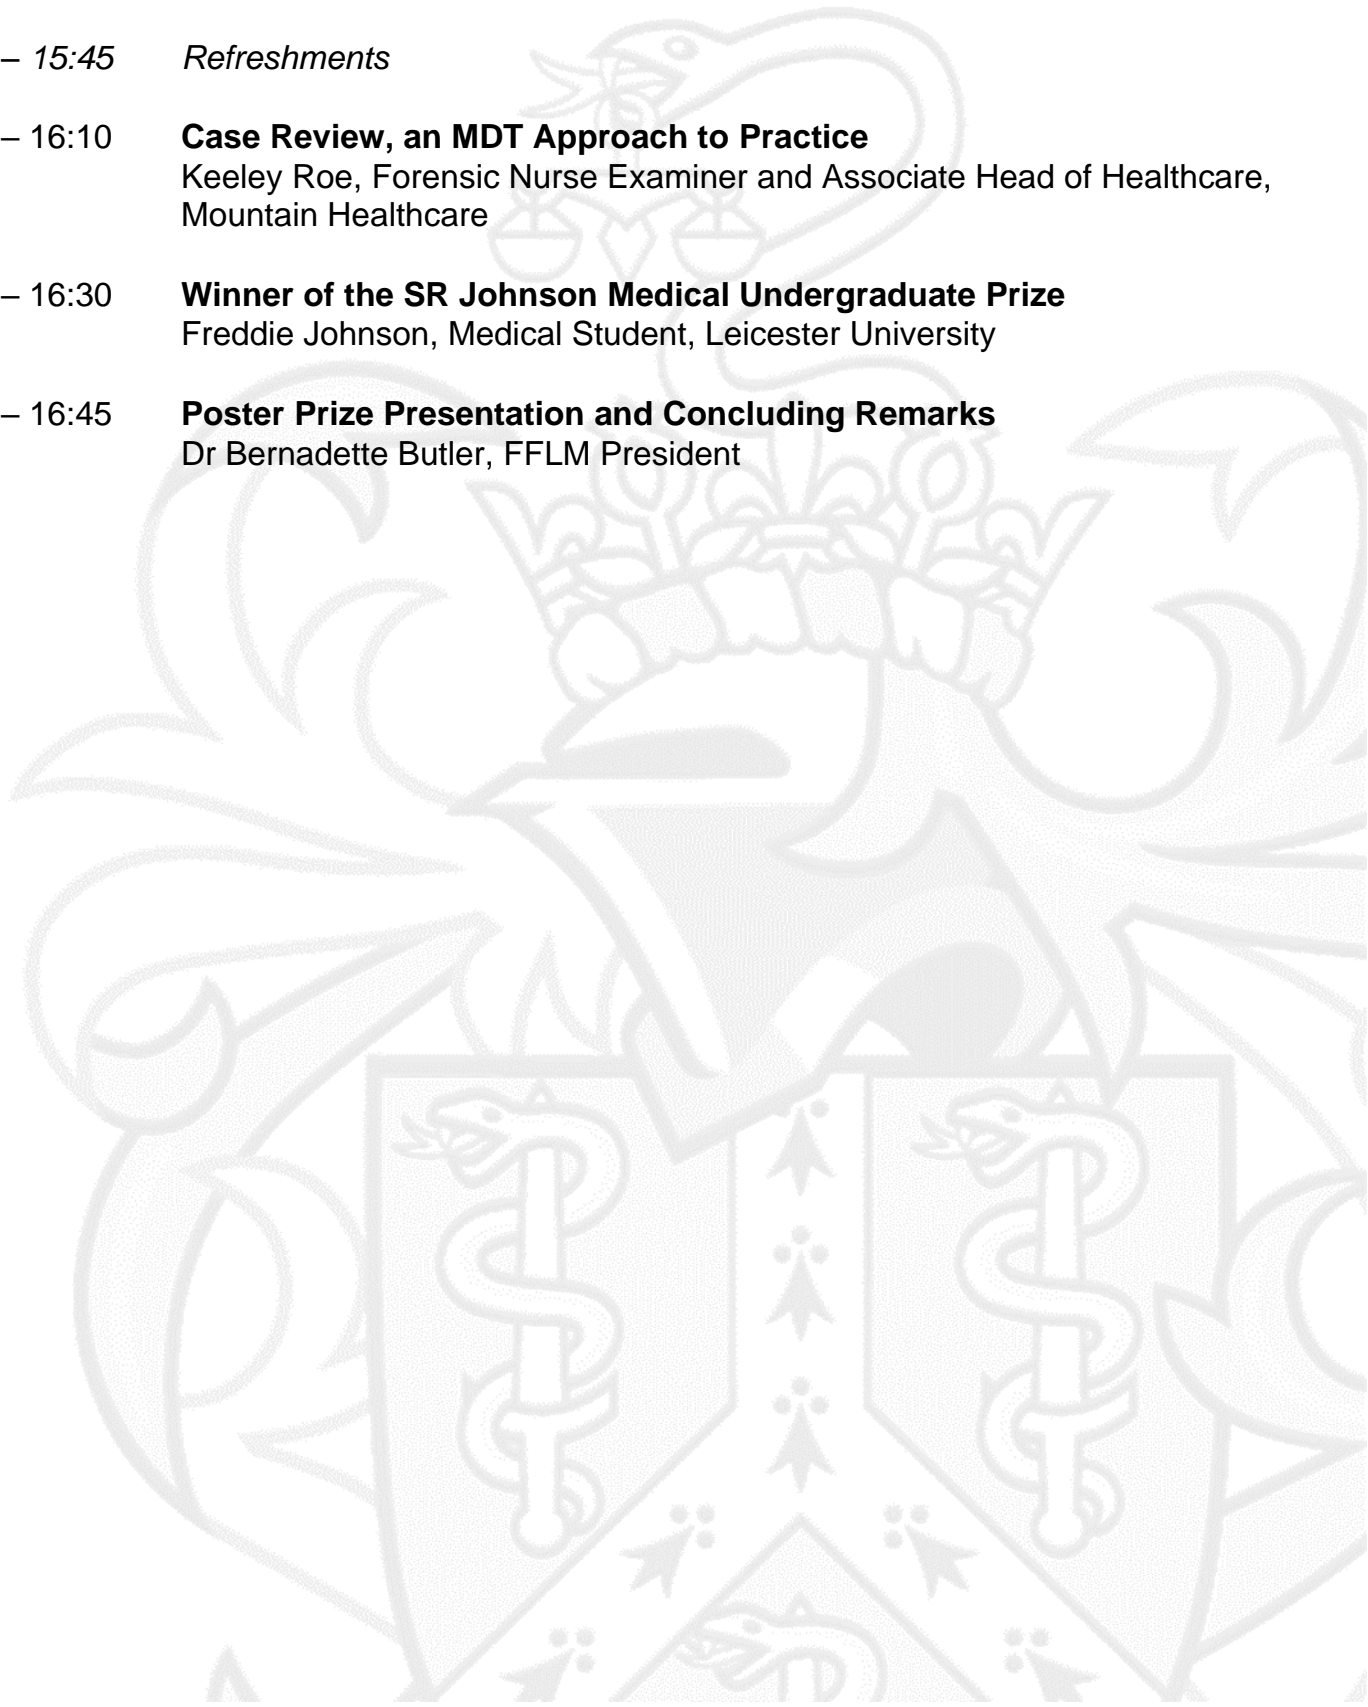 – 15:45 Refreshments
– 16:10 Case Review, an MDT Approach to Practice
Keeley Roe, Forensic Nurse Examiner and Associate Head of Healthcare,
Mountain Healthcare
– 16:30 Winner of the SR Johnson Medical Undergraduate Prize
Freddie Johnson, Medical Student, Leicester University
– 16:45 Poster Prize Presentation and Concluding Remarks
Dr Bernadette Butler, FFLM President